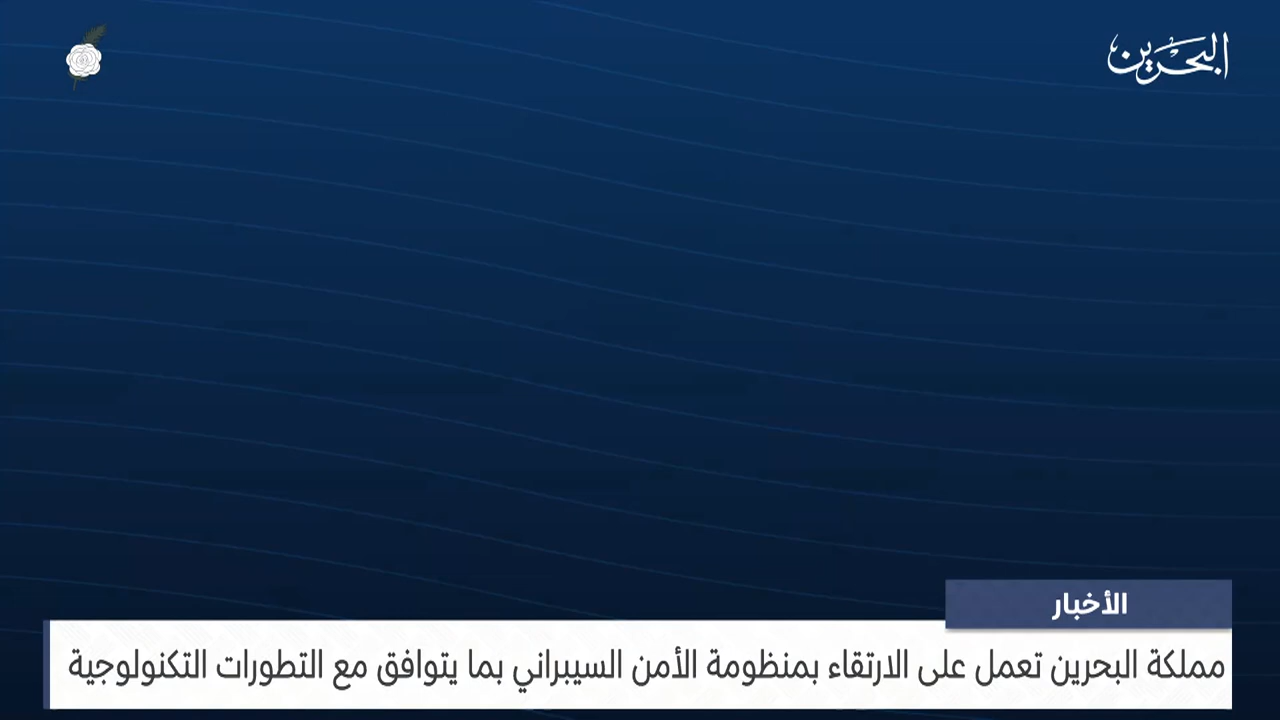 البحرين
الأخبار
مملكة البحرين تعمل على الارتقاء بمنظومة الأمن السيبراني بما يتوافق مع التطورات التكنولوجية